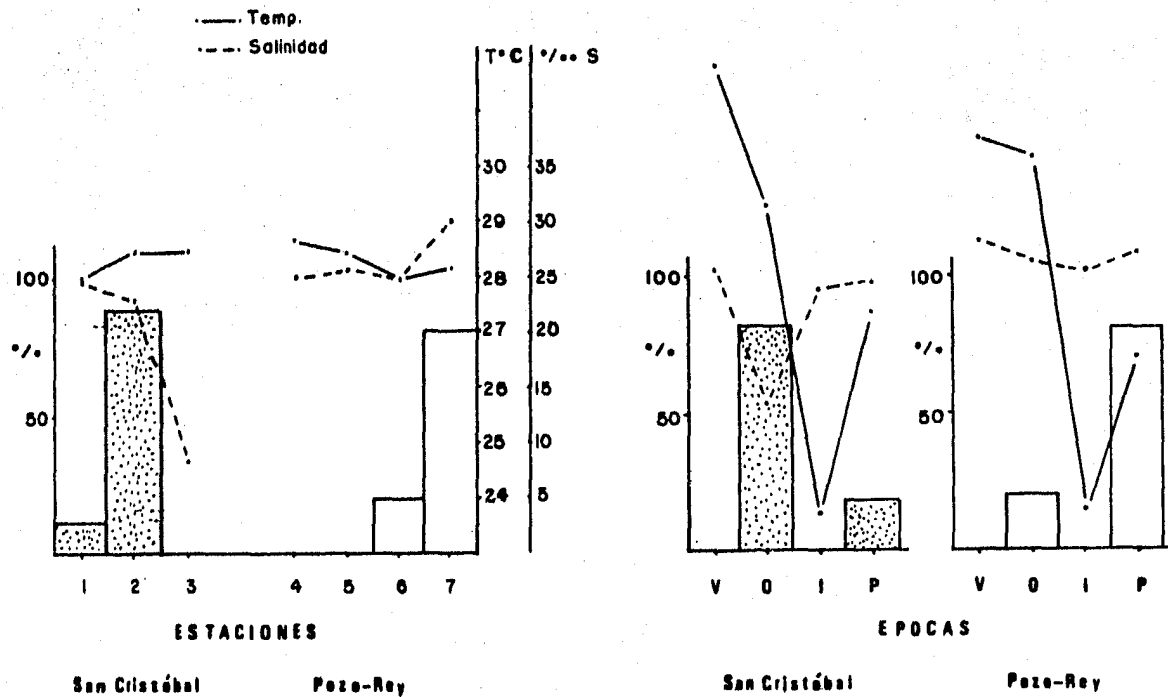 Temp.
Salinidad
T°C °/oo S
30 35
29 30
28 25
27 20
26 15
25 10
24 5
100
°/o
50
1 2 3 4 5 6 7
ESTACIONES
San Cristóbal Pozo-Rey
100
°/o
50
V O I P
100
°/o
50
V O I P
EPOCAS
San Cristóbal Pozo-Rey